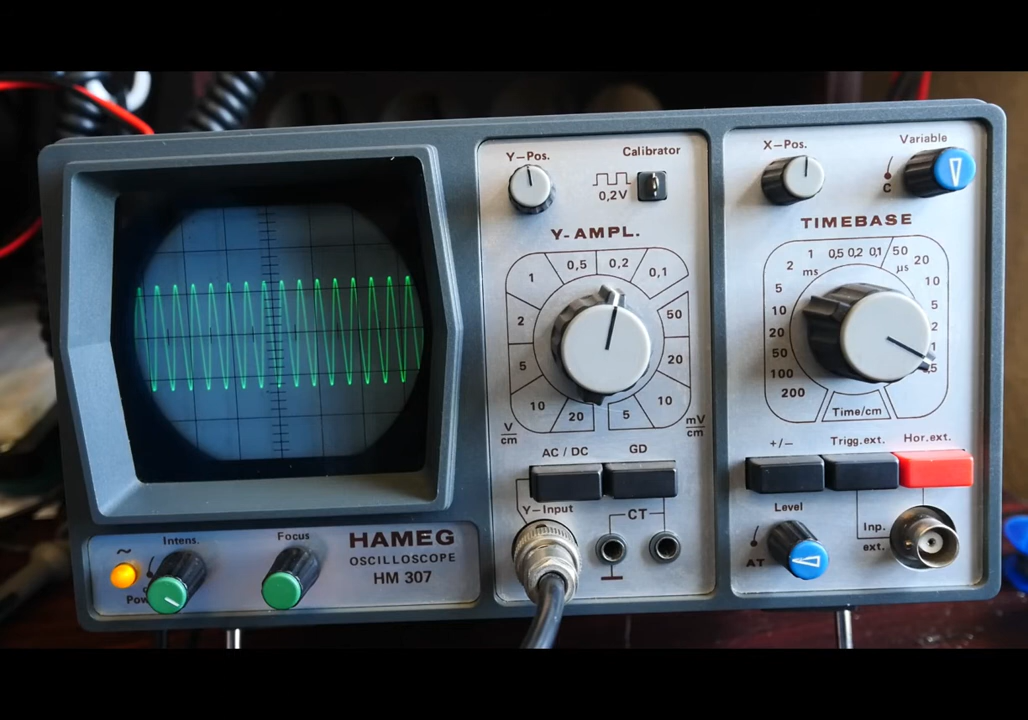 Y-Pos.
Calibrator
0,2V
Y-AMPL.
1
0,5
0,2
0,1
2
50
5
20
10
20
5
10
V
cm
mV
cm
AC / DC
GD
Y-Input
CT
X-Pos.
Variable
C
TIMEBASE
1
ms
0,5 0,2 0,1
50
µs
2
20
5
10
10
5
20
2
50
1
100
200
Time/cm
+/−
Trigg.ext.
Hor.ext.
Level
AT
Inp.
ext.
~
Intens.
Focus
HAMEG
OSCILLOSCOPE
HM 307